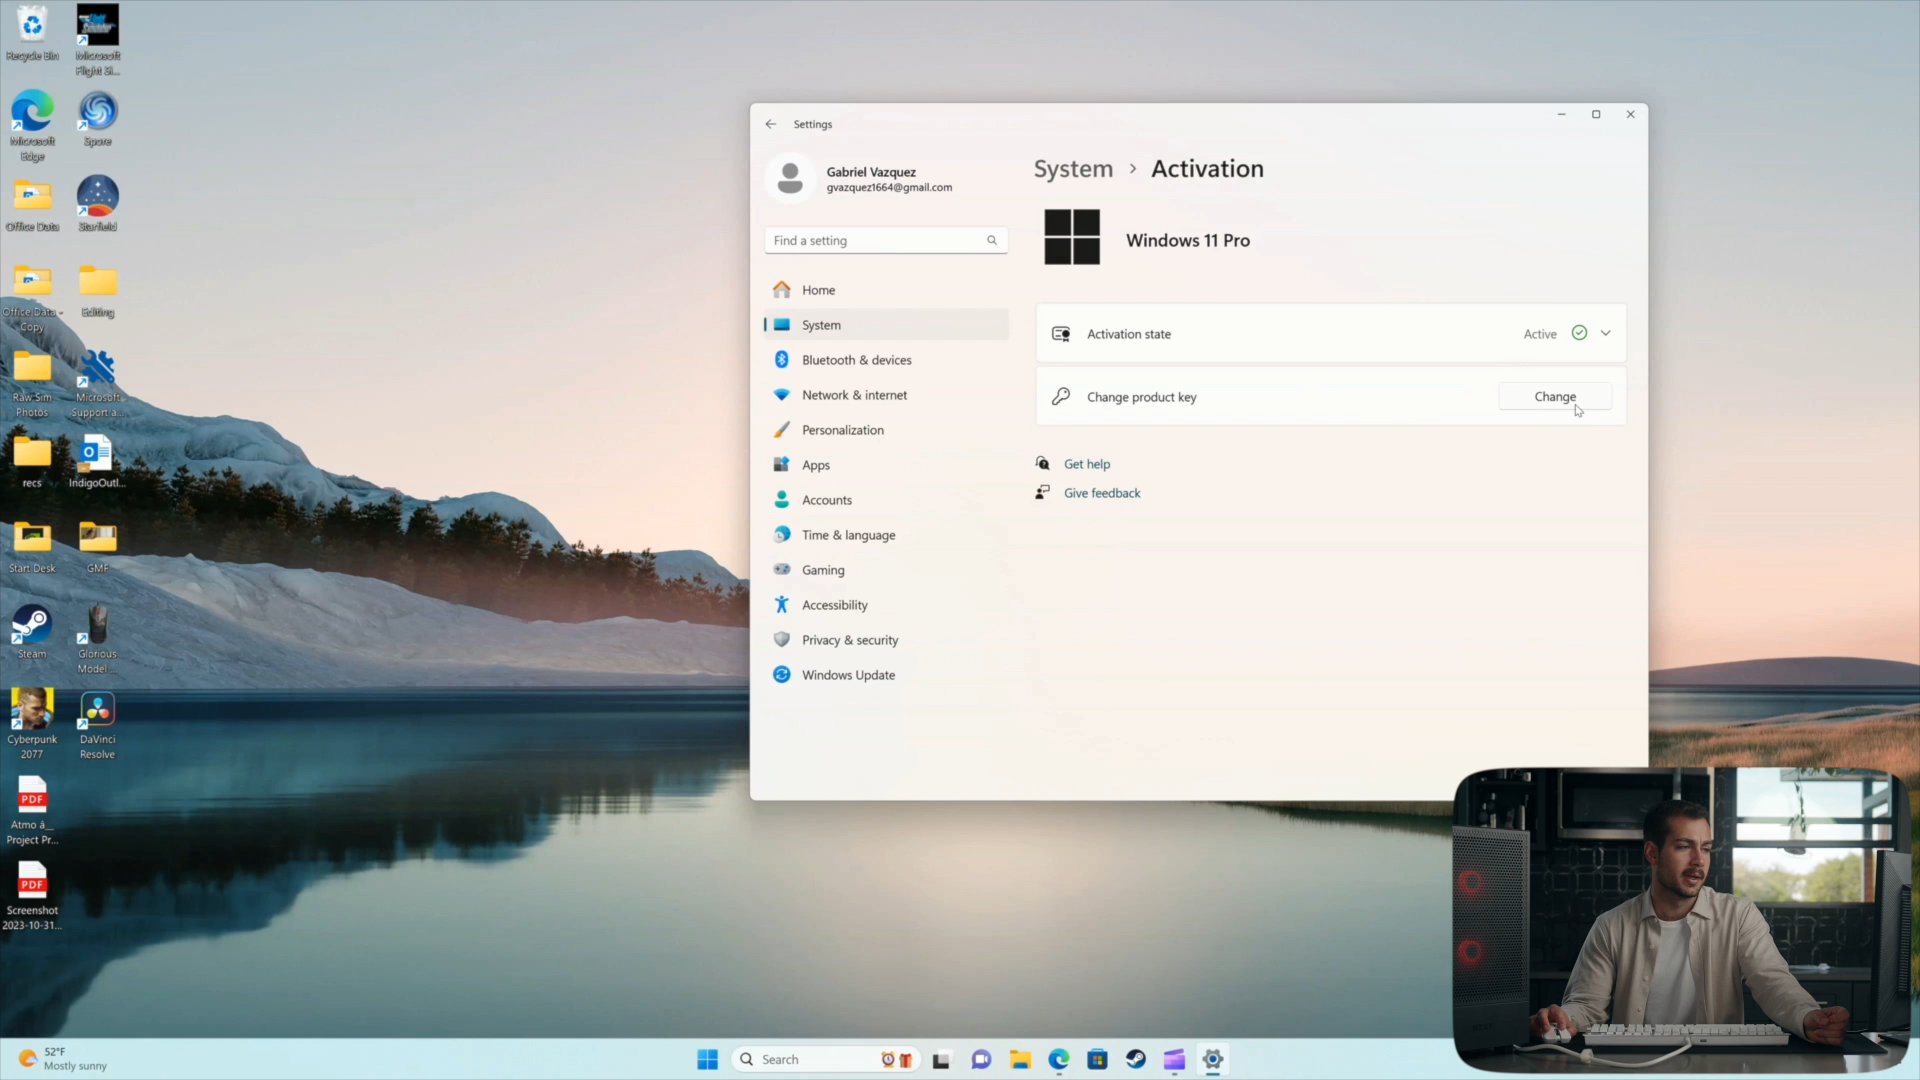 Recycle Bin
Microsoft
Flight Si...
Microsoft
Edge
Spore
Office Data
Starfield
Office Data -
Copy
Editing
Raw Sim
Photos
Microsoft
Support a...
recs
IndigoOutl...
Start Desk
GMF
Steam
Glorious
Model ...
Cyberpunk
2077
DaVinci
Resolve
PDF
Atmo â__
Project Pr...
PDF
Screenshot
2023-10-31...
Settings
Gabriel Vazquez
gvazquez1664@gmail.com
Find a setting
Home
System
Bluetooth & devices
Network & internet
Personalization
Apps
Accounts
Time & language
Gaming
Accessibility
Privacy & security
Windows Update
System > Activation
Windows 11 Pro
Activation state
Active
Change product key
Change
Get help
Give feedback
52°F
Mostly sunny
Search